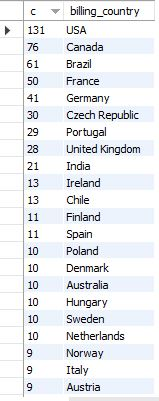 c billing_country
131 USA
76 Canada
61 Brazil
50 France
41 Germany
30 Czech Republic
29 Portugal
28 United Kingdom
21 India
13 Ireland
13 Chile
11 Finland
11 Spain
10 Poland
10 Denmark
10 Australia
10 Hungary
10 Sweden
10 Netherlands
9 Norway
9 Italy
9 Austria